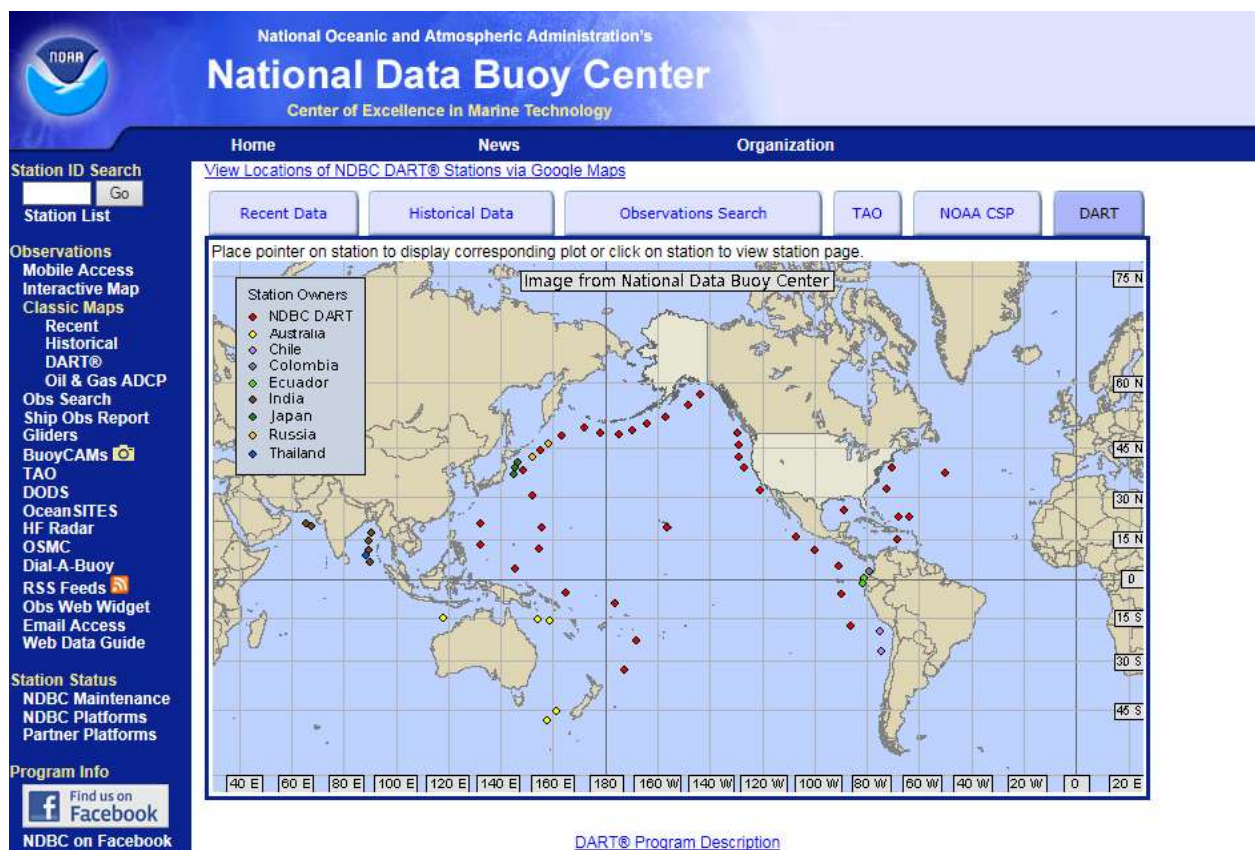 NOAA
National Oceanic and Atmospheric Administration's
National Data Buoy Center
Center of Excellence in Marine Technology
Home News Organization
Station ID Search
Go
Station List
Observations
Mobile Access
Interactive Map
Classic Maps
Recent
Historical
DART®
Oil & Gas ADCP
Obs Search
Ship Obs Report
Gliders
BuoyCAMs
TAO
DODS
OceanSITES
HF Radar
OSMC
Dial-A-Buoy
RSS Feeds
Obs Web Widget
Email Access
Web Data Guide
Station Status
NDBC Maintenance
NDBC Platforms
Partner Platforms
Program Info
Find us on
Facebook
NDBC on Facebook
View Locations of NDBC DART® Stations via Google Maps
Recent Data Historical Data Observations Search TAO NOAA CSP DART
Place pointer on station to display corresponding plot or click on station to view station page.
Image from National Data Buoy Center
Station Owners
NDBC DART
Australia
Chile
Colombia
Ecuador
India
Japan
Russia
Thailand
75 N
60 N
45 N
30 N
15 N
0
15 S
30 S
45 S
40 E 60 E 80 E 100 E 120 E 140 E 160 E 180 160 W 140 W 120 W 100 W 80 W 60 W 40 W 20 W 0 20 E
DART® Program Description